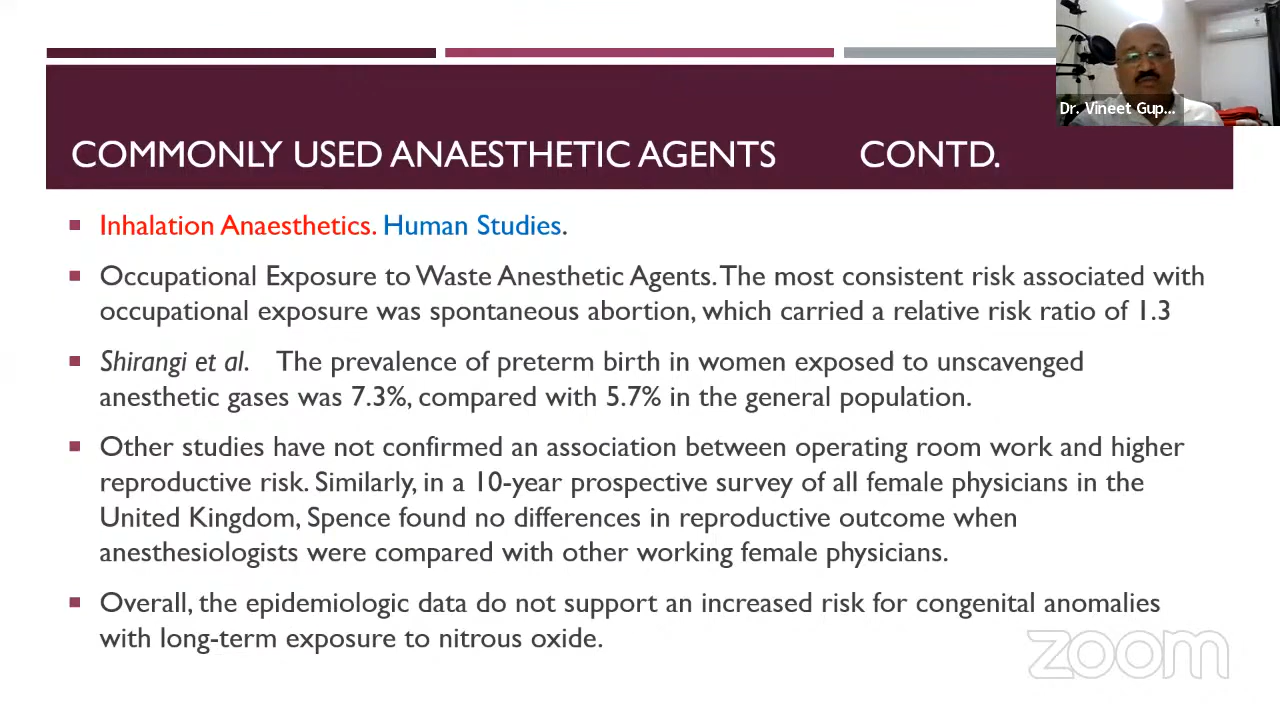 Dr. Vineet Gup...
COMMONLY USED ANAESTHETIC AGENTS CONTD.
Inhalation Anaesthetics. Human Studies.
Occupational Exposure to Waste Anesthetic Agents. The most consistent risk associated with
occupational exposure was spontaneous abortion, which carried a relative risk ratio of 1.3
Shirangi et al. The prevalence of preterm birth in women exposed to unscavenged
anesthetic gases was 7.3%, compared with 5.7% in the general population.
Other studies have not confirmed an association between operating room work and higher
reproductive risk. Similarly, in a 10-year prospective survey of all female physicians in the
United Kingdom, Spence found no differences in reproductive outcome when
anesthesiologists were compared with other working female physicians.
Overall, the epidemiologic data do not support an increased risk for congenital anomalies
with long-term exposure to nitrous oxide.
zoom